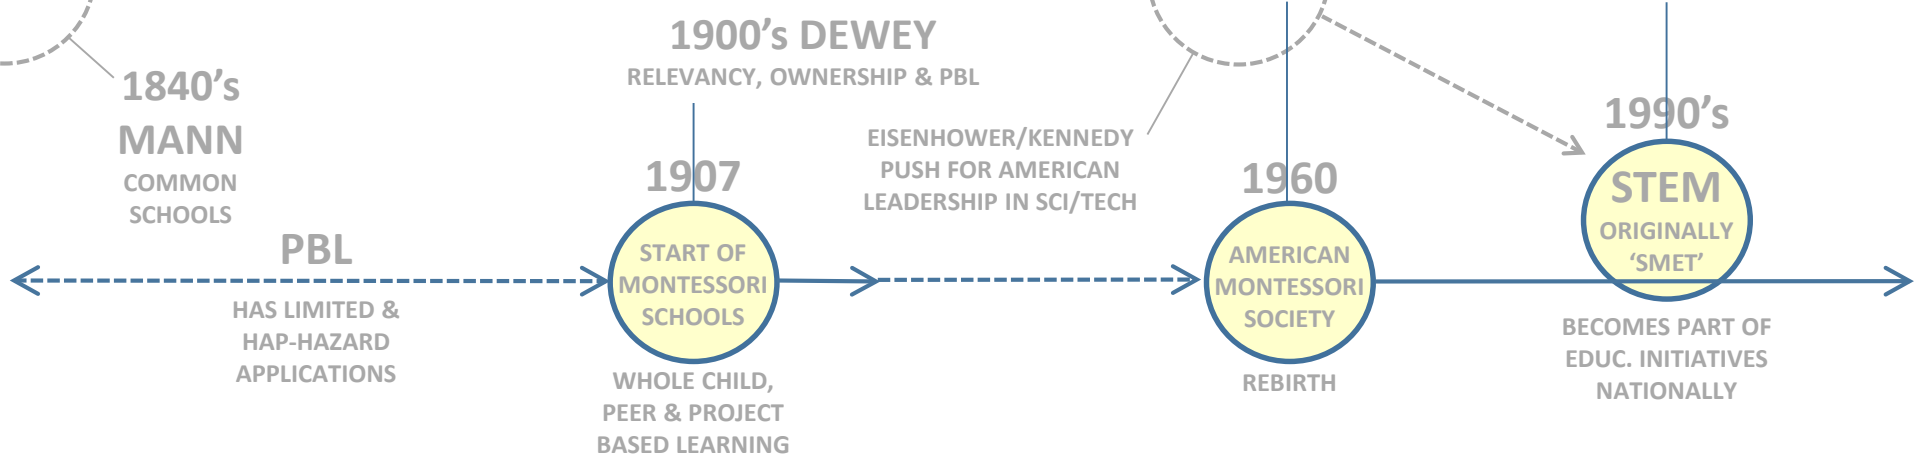 1840's
MANN
COMMON
SCHOOLS
PBL
HAS LIMITED &
HAP-HAZARD
APPLICATIONS
1900's DEWEY
RELEVANCY, OWNERSHIP & PBL
1907
START OF
MONTESSORI
SCHOOLS
WHOLE CHILD,
PEER & PROJECT
BASED LEARNING
EISENHOWER/KENNEDY
PUSH FOR AMERICAN
LEADERSHIP IN SCI/TECH
1960
AMERICAN
MONTESSORI
SOCIETY
REBIRTH
1990's
STEM
ORIGINALLY
'SMET'
BECOMES PART OF
EDUC. INITIATIVES
NATIONALLY